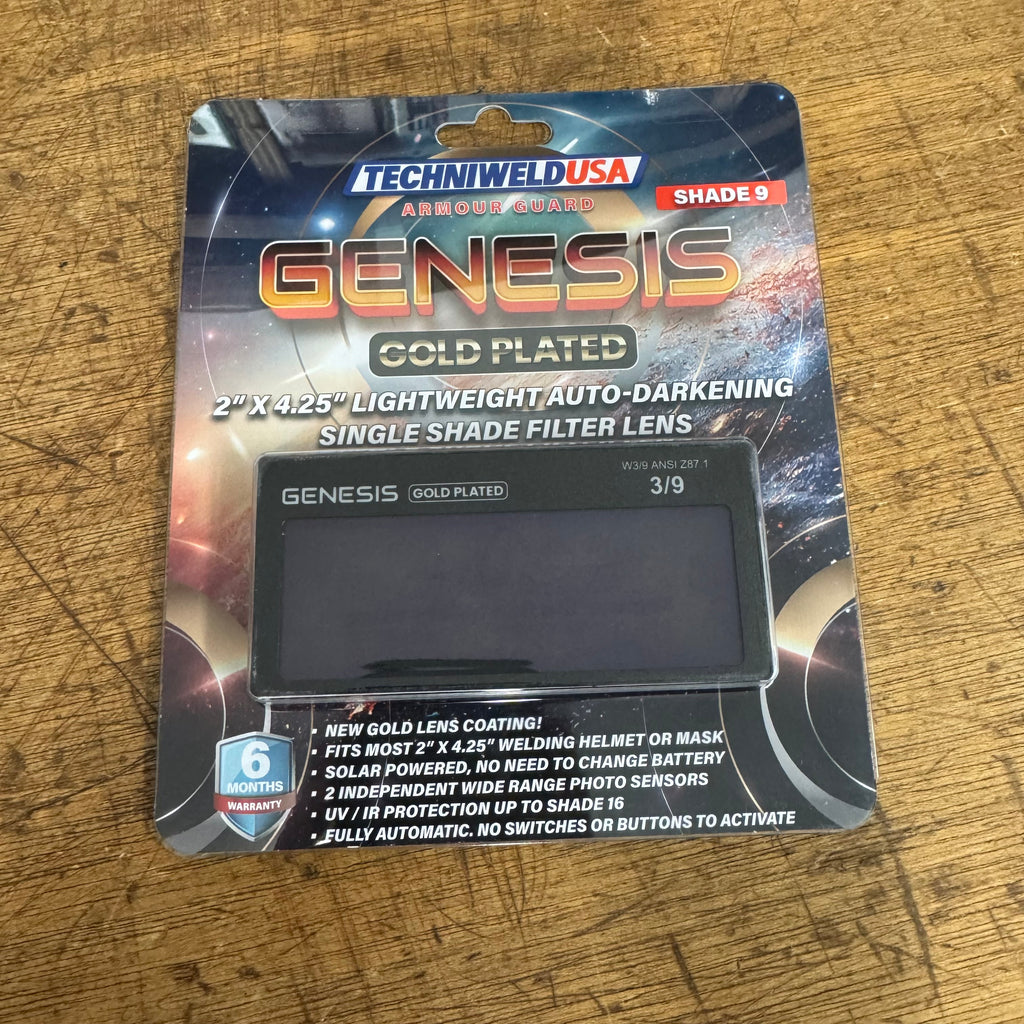 TECHNIWELDUSA
ARMOUR GUARD
SHADE 9
GENESIS
GOLD PLATED
2" X 4.25" LIGHTWEIGHT AUTO-DARKENING
SINGLE SHADE FILTER LENS
W3/9 ANSI Z87.1
GENESIS GOLD PLATED 3/9
• NEW GOLD LENS COATING!
• FITS MOST 2" X 4.25" WELDING HELMET OR MASK
• SOLAR POWERED, NO NEED TO CHANGE BATTERY
• 2 INDEPENDENT WIDE RANGE PHOTO SENSORS
• UV / IR PROTECTION UP TO SHADE 16
• FULLY AUTOMATIC. NO SWITCHES OR BUTTONS TO ACTIVATE
6
MONTHS
WARRANTY